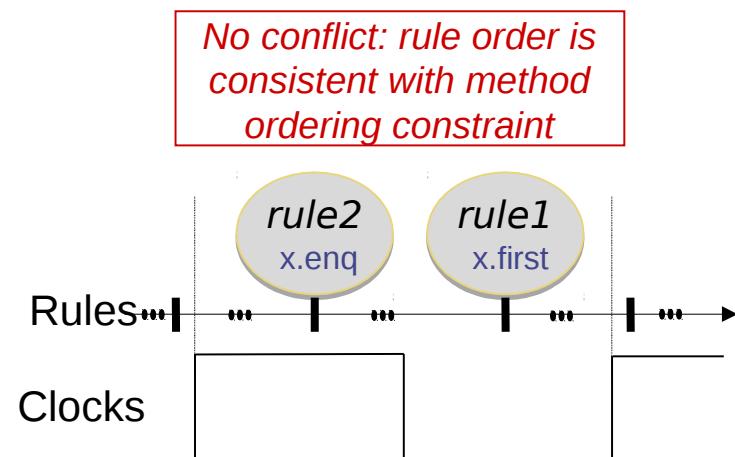 No conflict: rule order is
consistent with method
ordering constraint
rule2
x.enq
rule1
x.first
Rules
Clocks